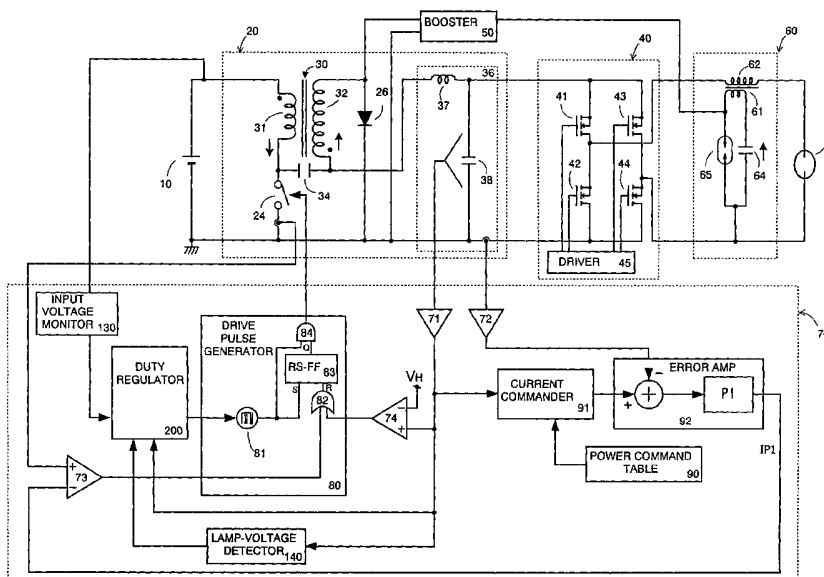 BOOSTER
50
20
30
40
60
36
62
26
32
37
41
43
61
31
10
34
38
42
44
65
64
24
DRIVER
45
INPUT
VOLTAGE
MONITOR
130
DRIVE
PULSE
GENERATOR
84
71
72
7
Q
RS-FF
83
S
R
VH
DUTY
REGULATOR
200
81
82
74
CURRENT
COMMANDER
91
ERROR AMP
−
+
PI
92
73
+
−
80
−
+
POWER COMMAND
TABLE
90
IP1
LAMP-VOLTAGE
DETECTOR
140